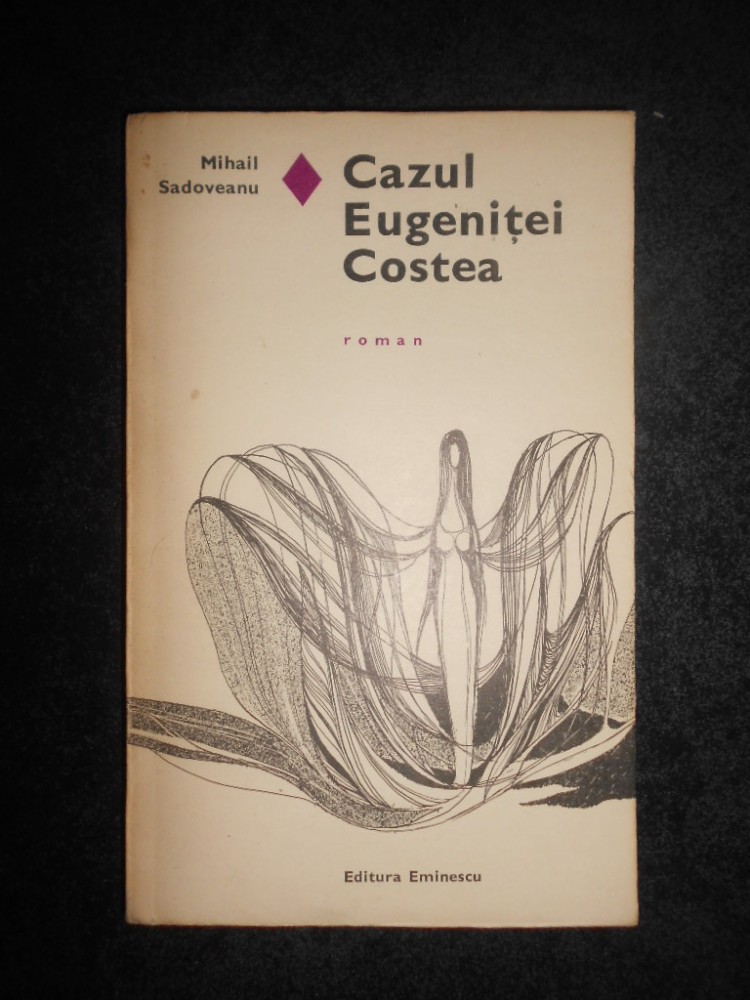 Mihail
Sadoveanu
Cazul
Eugeniței
Costea
roman
Editura Eminescu